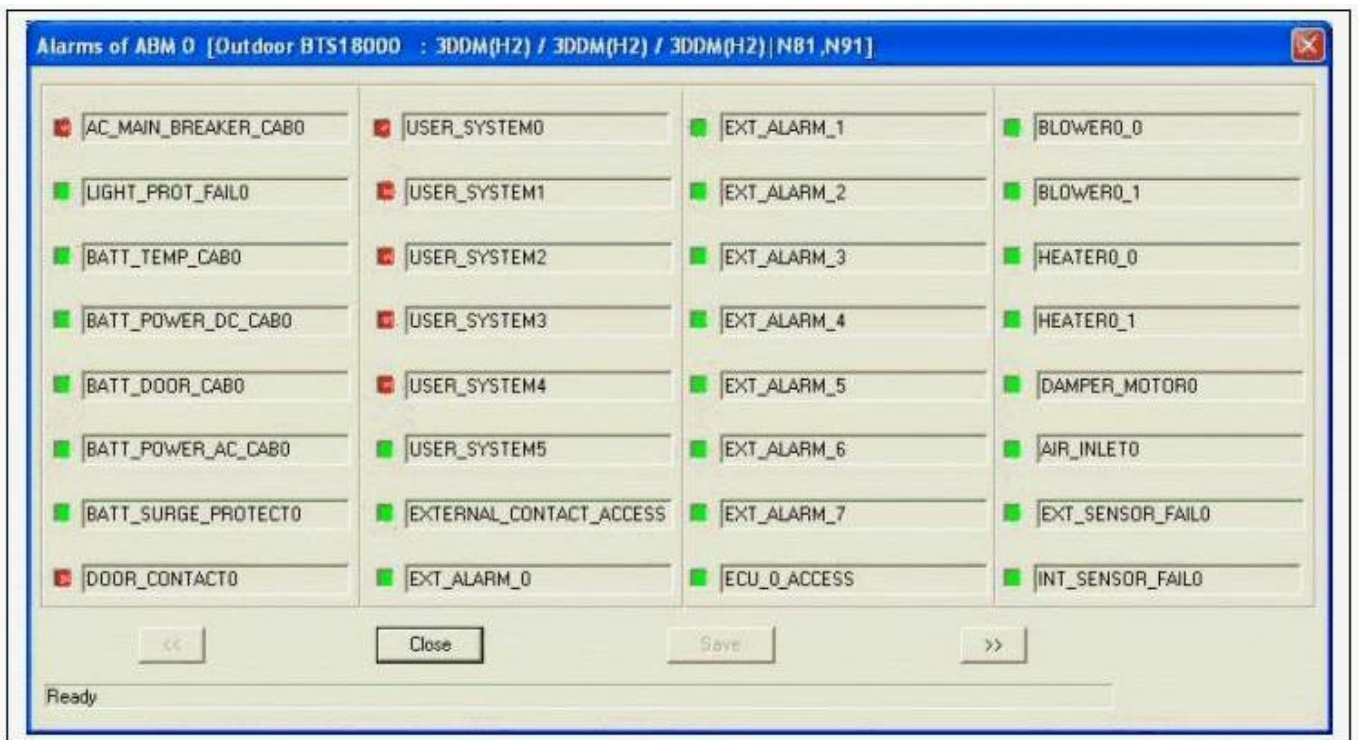 Alarms of ABM 0 [Outdoor BTS18000 : 3DDM(H2) / 3DDM(H2) / 3DDM(H2)|N81,N91]
AC_MAIN_BREAKER_CAB0
LIGHT_PROT_FAIL0
BATT_TEMP_CAB0
BATT_POWER_DC_CAB0
BATT_DOOR_CAB0
BATT_POWER_AC_CAB0
BATT_SURGE_PROTECT0
DOOR_CONTACT0
USER_SYSTEM0
USER_SYSTEM1
USER_SYSTEM2
USER_SYSTEM3
USER_SYSTEM4
USER_SYSTEM5
EXTERNAL_CONTACT_ACCESS
EXT_ALARM_0
EXT_ALARM_1
EXT_ALARM_2
EXT_ALARM_3
EXT_ALARM_4
EXT_ALARM_5
EXT_ALARM_6
EXT_ALARM_7
ECU_0_ACCESS
BLOWER0_0
BLOWER0_1
HEATER0_0
HEATER0_1
DAMPER_MOTOR0
AIR_INLET0
EXT_SENSOR_FAIL0
INT_SENSOR_FAIL0
<< Close Save >>
Ready